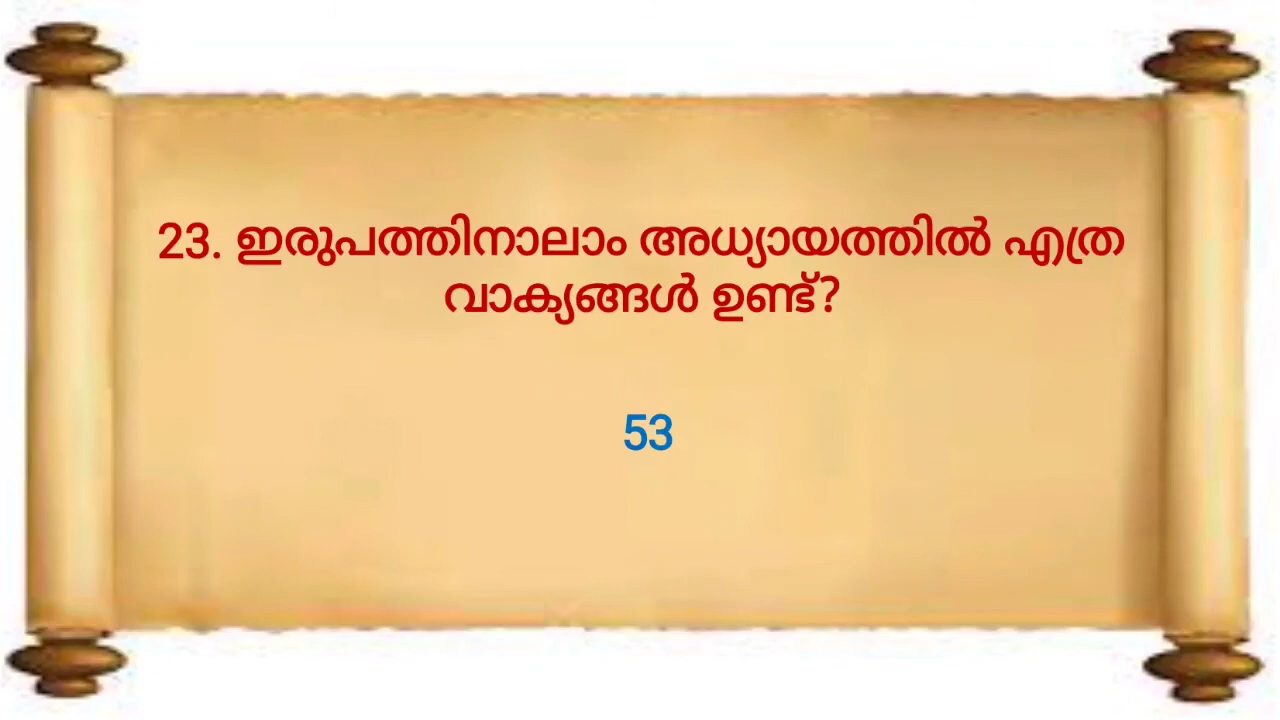 23. ഇരുപത്തിനാലാം അധ്യായത്തിൽ എത്ര
വാക്യങ്ങൾ ഉണ്ട്?
53